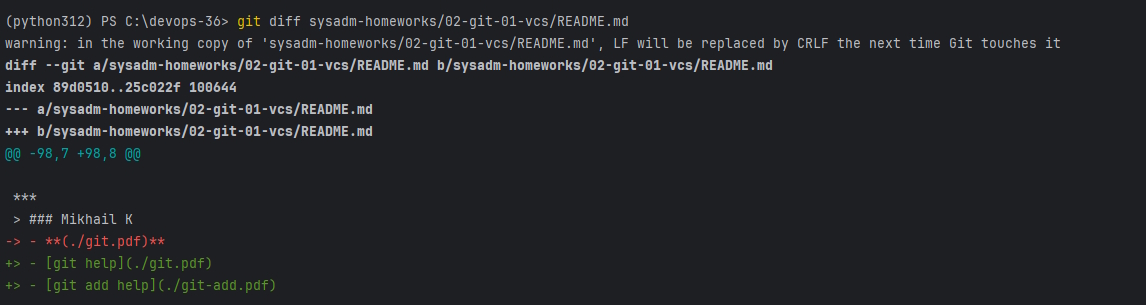 (python312) PS C:\devops-36> git diff sysadm-homeworks/02-git-01-vcs/README.md
warning: in the working copy of 'sysadm-homeworks/02-git-01-vcs/README.md', LF will be replaced by CRLF the next time Git touches it
diff --git a/sysadm-homeworks/02-git-01-vcs/README.md b/sysadm-homeworks/02-git-01-vcs/README.md
index 89d0510..25c022f 100644
--- a/sysadm-homeworks/02-git-01-vcs/README.md
+++ b/sysadm-homeworks/02-git-01-vcs/README.md
@@ -98,7 +98,8 @@
 ***
 > ### Mikhail K
-> - **(./git.pdf)**
+> - [git help](./git.pdf)
+> - [git add help](./git-add.pdf)